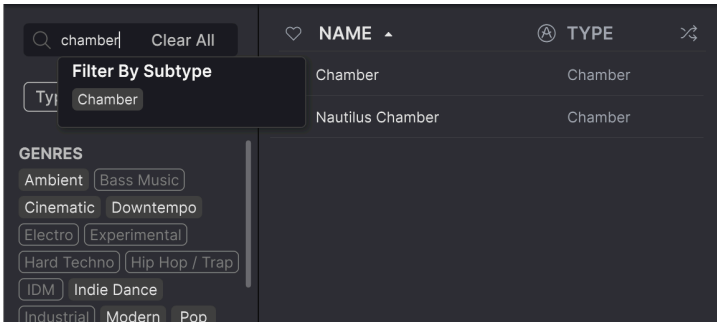 chamber Clear All
Filter By Subtype
Chamber
GENRES
Ambient Bass Music
Cinematic Downtempo
Electro Experimental
Hard Techno Hip Hop / Trap
IDM Indie Dance
Industrial Modern Pop
NAME TYPE
Chamber Chamber
Nautilus Chamber Chamber